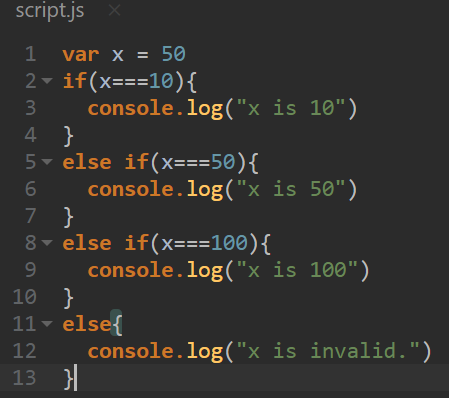 script.js ×
1 var x = 50
2 if(x===10){
3   console.log("x is 10")
4 }
5 else if(x===50){
6   console.log("x is 50")
7 }
8 else if(x===100){
9   console.log("x is 100")
10 }
11 else{
12   console.log("x is invalid.")
13 }